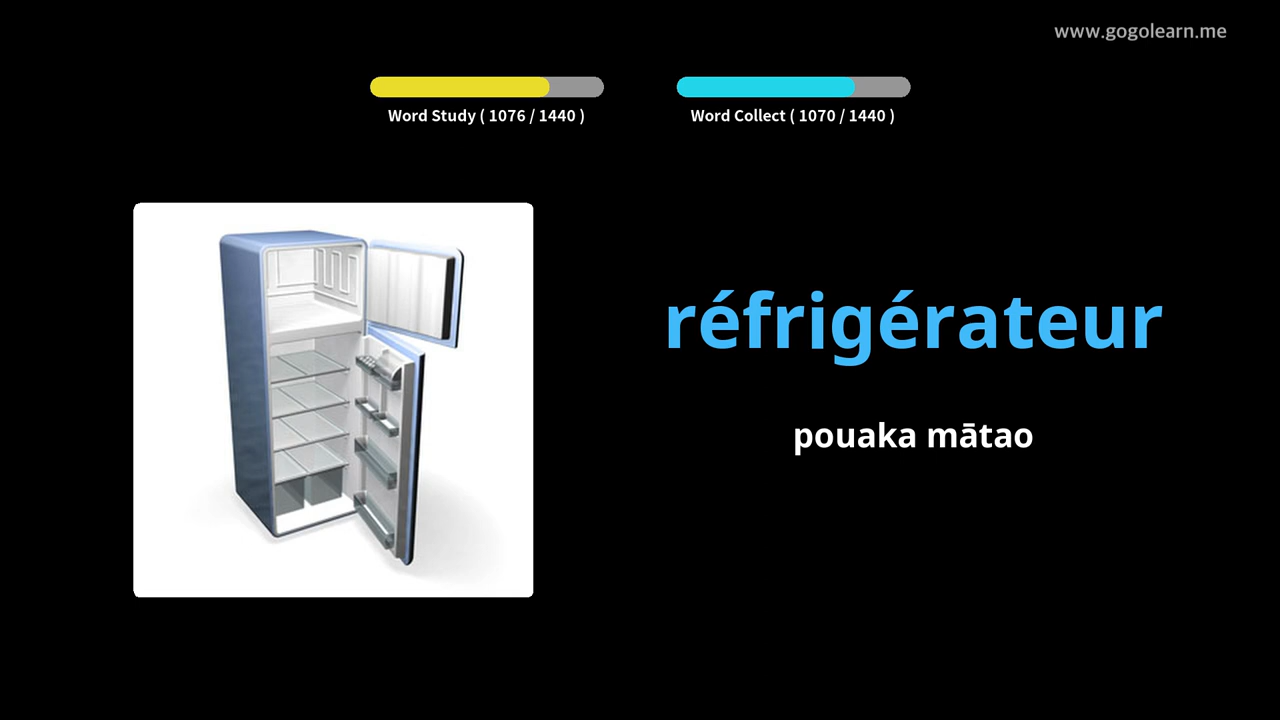 www.gogolearn.me
Word Study ( 1076 / 1440 )
Word Collect ( 1070 / 1440 )
réfrigérateur
pouaka mātao